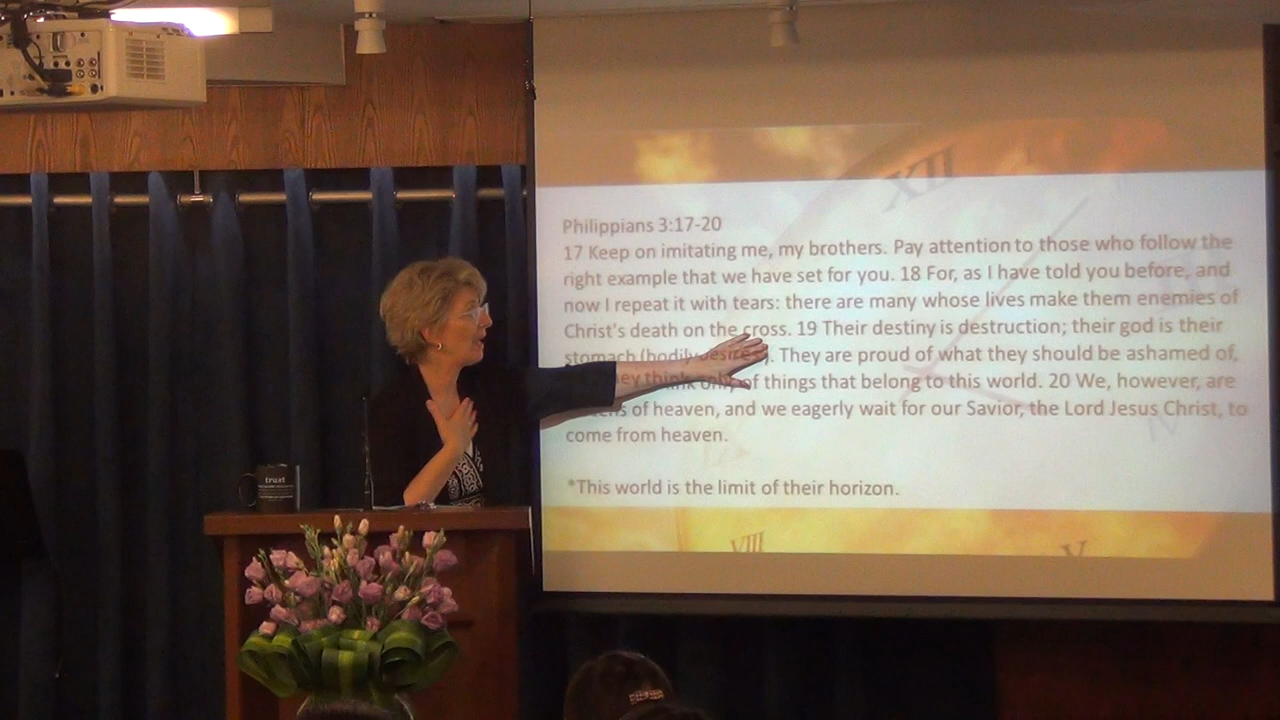 XII
Philippians 3:17-20
17 Keep on imitating me, my brothers. Pay attention to those who follow the
right example that we have set for you. 18 For, as I have told you before, and
now I repeat it with tears: there are many whose lives make them enemies of
Christ's death on the cross. 19 Their destiny is destruction; their god is their
stomach (bodily desires). They are proud of what they should be ashamed of,
they think only of things that belong to this world. 20 We, however, are
of heaven, and we eagerly wait for our Savior, the Lord Jesus Christ, to
come from heaven.
*This world is the limit of their horizon.
VIII
V
trust